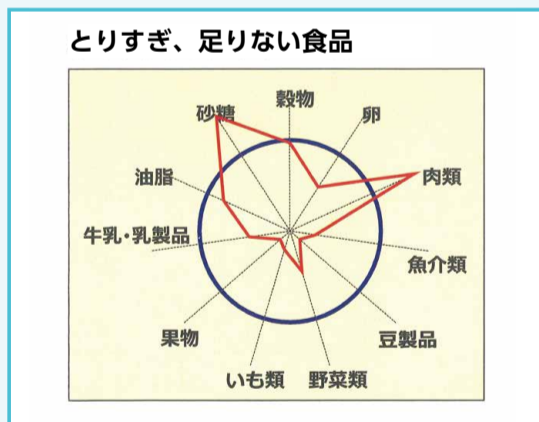 とりすぎ、足りない食品
穀物
砂糖
卵
油脂
肉類
牛乳・乳製品
魚介類
果物
豆製品
いも類
野菜類